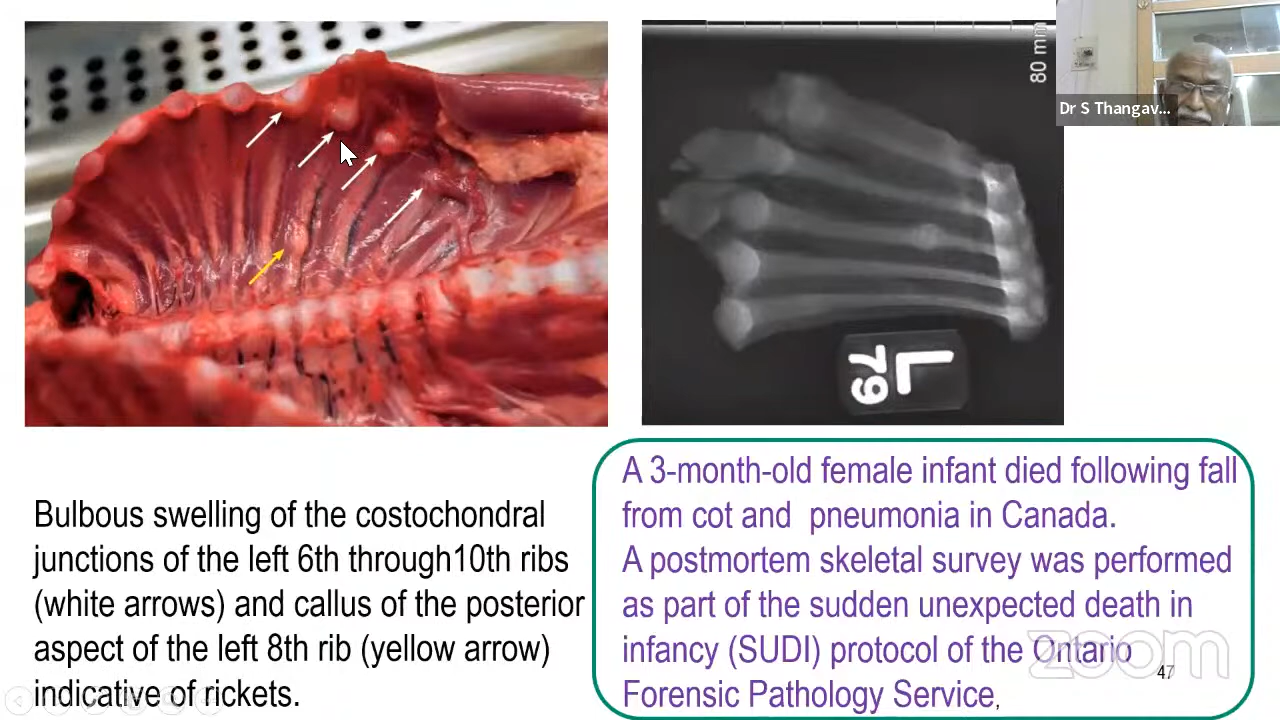 80 mm
Dr S Thangav...
L
79
Bulbous swelling of the costochondral
junctions of the left 6th through10th ribs
(white arrows) and callus of the posterior
aspect of the left 8th rib (yellow arrow)
indicative of rickets.
A 3-month-old female infant died following fall
from cot and pneumonia in Canada.
A postmortem skeletal survey was performed
as part of the sudden unexpected death in
infancy (SUDI) protocol of the Ontario
Forensic Pathology Service,
zoom
47